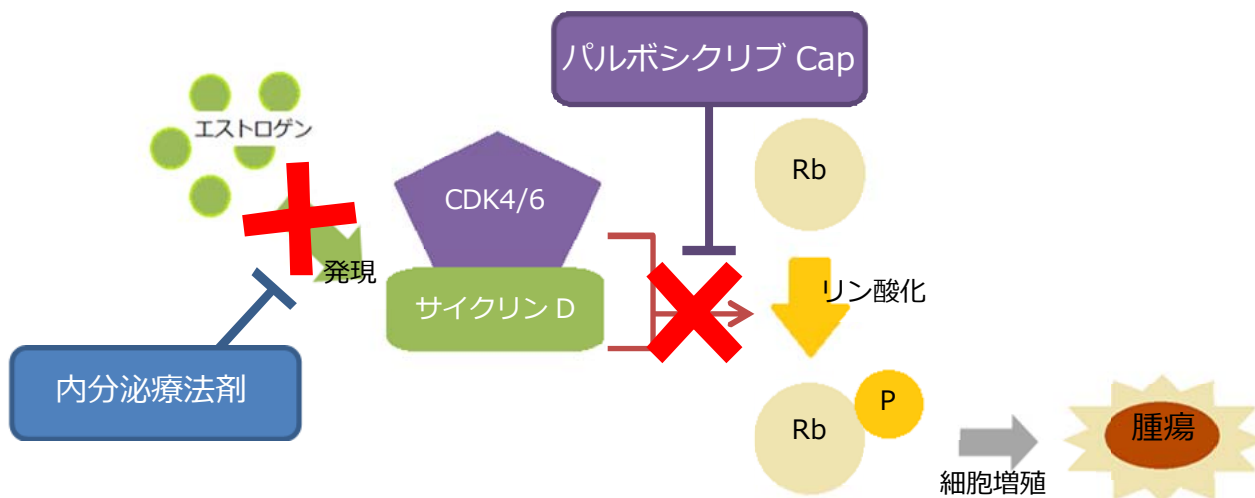 パルボシクリブ Cap
エストロゲン
Rb
CDK4/6
発現
リン酸化
サイクリン D
内分泌療法剤
P
Rb
腫瘍
細胞増殖